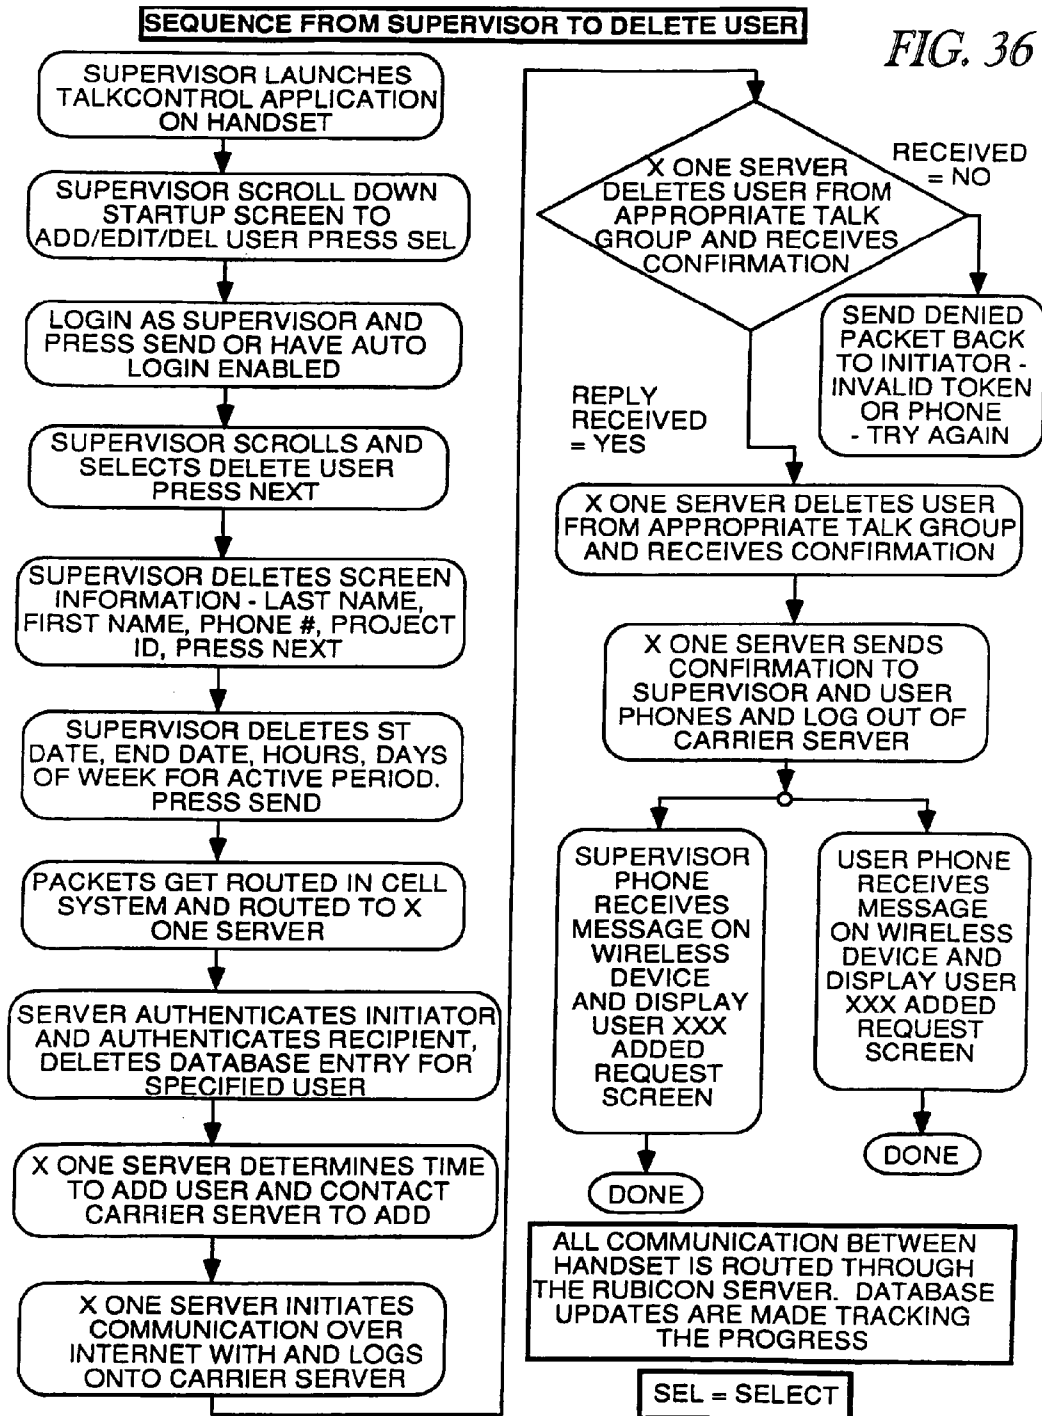 SEQUENCE FROM SUPERVISOR TO DELETE USER
FIG. 36
SUPERVISOR LAUNCHES
TALKCONTROL APPLICATION
ON HANDSET
SUPERVISOR SCROLL DOWN
STARTUP SCREEN TO
ADD/EDIT/DEL USER PRESS SEL
LOGIN AS SUPERVISOR AND
PRESS SEND OR HAVE AUTO
LOGIN ENABLED
SUPERVISOR SCROLLS AND
SELECTS DELETE USER
PRESS NEXT
SUPERVISOR DELETES SCREEN
INFORMATION - LAST NAME,
FIRST NAME, PHONE #, PROJECT
ID, PRESS NEXT
SUPERVISOR DELETES ST
DATE, END DATE, HOURS, DAYS
OF WEEK FOR ACTIVE PERIOD.
PRESS SEND
PACKETS GET ROUTED IN CELL
SYSTEM AND ROUTED TO X
ONE SERVER
SERVER AUTHENTICATES INITIATOR
AND AUTHENTICATES RECIPIENT,
DELETES DATABASE ENTRY FOR
SPECIFIED USER
X ONE SERVER DETERMINES TIME
TO ADD USER AND CONTACT
CARRIER SERVER TO ADD
X ONE SERVER INITIATES
COMMUNICATION OVER
INTERNET WITH AND LOGS
ONTO CARRIER SERVER
X ONE SERVER
DELETES USER FROM
APPROPRIATE TALK
GROUP AND RECEIVES
CONFIRMATION
RECEIVED
= NO
SEND DENIED
PACKET BACK
TO INITIATOR -
INVALID TOKEN
OR PHONE
- TRY AGAIN
REPLY
RECEIVED
= YES
X ONE SERVER DELETES USER
FROM APPROPRIATE TALK GROUP
AND RECEIVES CONFIRMATION
X ONE SERVER SENDS
CONFIRMATION TO
SUPERVISOR AND USER
PHONES AND LOG OUT OF
CARRIER SERVER
SUPERVISOR
PHONE
RECEIVES
MESSAGE ON
WIRELESS
DEVICE
AND DISPLAY
USER XXX
ADDED
REQUEST
SCREEN
DONE
USER PHONE
RECEIVES
MESSAGE
ON WIRELESS
DEVICE AND
DISPLAY USER
XXX ADDED
REQUEST
SCREEN
DONE
ALL COMMUNICATION BETWEEN
HANDSET IS ROUTED THROUGH
THE RUBICON SERVER. DATABASE
UPDATES ARE MADE TRACKING
THE PROGRESS
SEL = SELECT